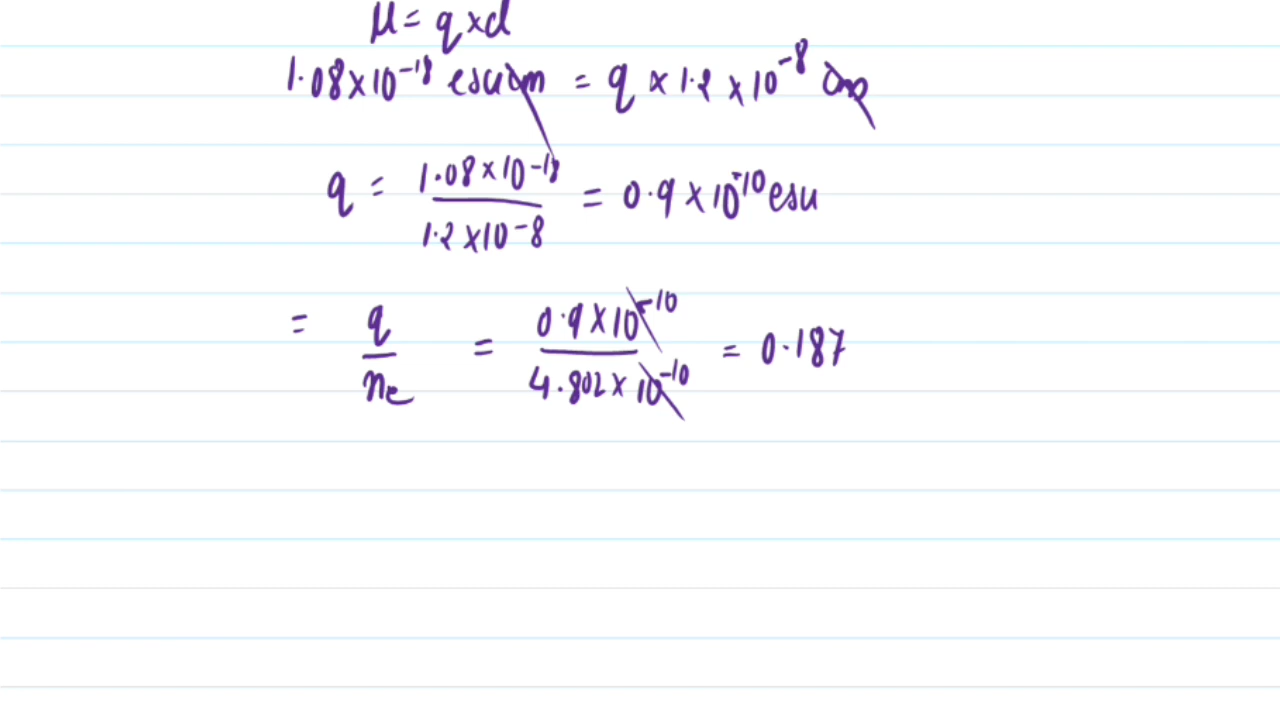 μ = q×d
1.08×10⁻¹⁸ esu cm = q × 1.2 × 10⁻⁸ cm
q = 1.08×10⁻¹⁸ / 1.2×10⁻⁸ = 0.9 × 10⁻¹⁰ esu
= q / ne = 0.9×10⁻¹⁰ / 4.802×10⁻¹⁰ = 0.187